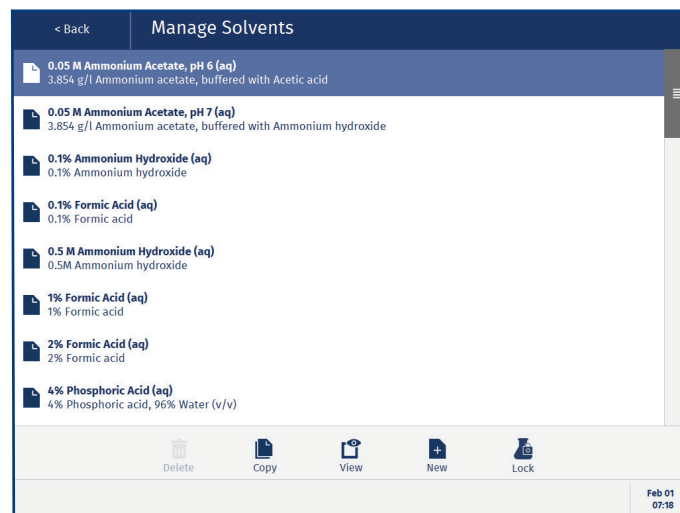 < Back
Manage Solvents
0.05 M Ammonium Acetate, pH 6 (aq)
3.854 g/l Ammonium acetate, buffered with Acetic acid
0.05 M Ammonium Acetate, pH 7 (aq)
3.854 g/l Ammonium acetate, buffered with Ammonium hydroxide
0.1% Ammonium Hydroxide (aq)
0.1% Ammonium hydroxide
0.1% Formic Acid (aq)
0.1% Formic acid
0.5 M Ammonium Hydroxide (aq)
0.5M Ammonium hydroxide
1% Formic Acid (aq)
1% Formic acid
2% Formic Acid (aq)
2% Formic acid
4% Phosphoric Acid (aq)
4% Phosphoric acid, 96% Water (v/v)
Delete
Copy
View
New
Lock
Feb 01
07:18